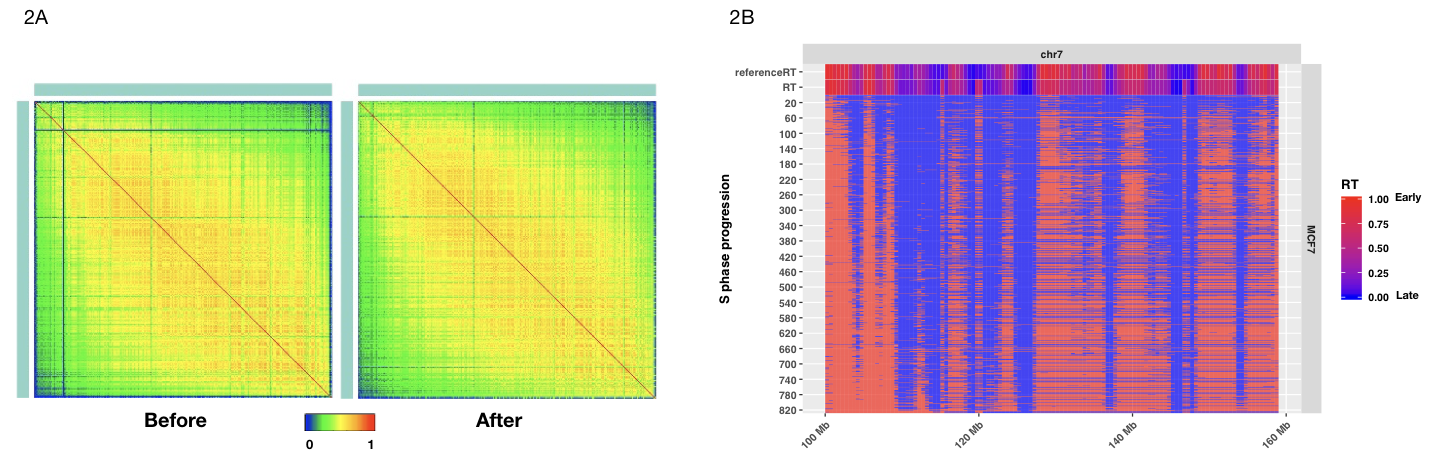 2A
Before
After
0
1
2B
chr7
referenceRT
RT
20
60
100
140
180
220
260
300
340
380
420
460
500
540
580
620
660
700
740
780
820
S phase progression
MCF7
100 Mb
120 Mb
140 Mb
160 Mb
RT
1.00 Early
0.75
0.50
0.25
0.00 Late